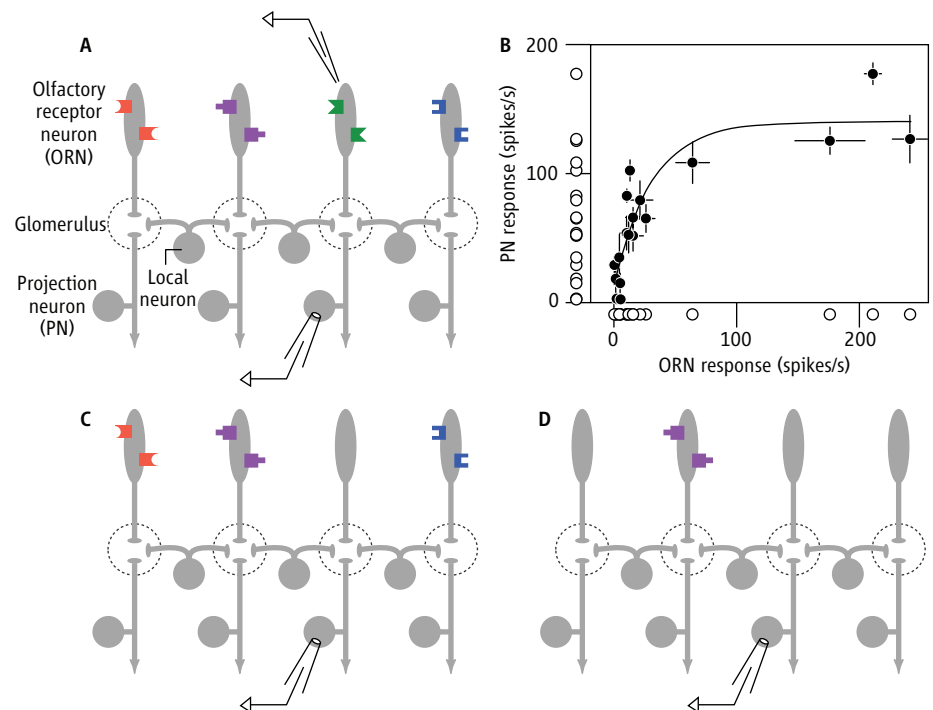 A
Olfactory
receptor
neuron
(ORN)
Glomerulus
Local
neuron
Projection
neuron
(PN)
B
200
100
0
PN response (spikes/s)
0
100
200
ORN response (spikes/s)
C
D